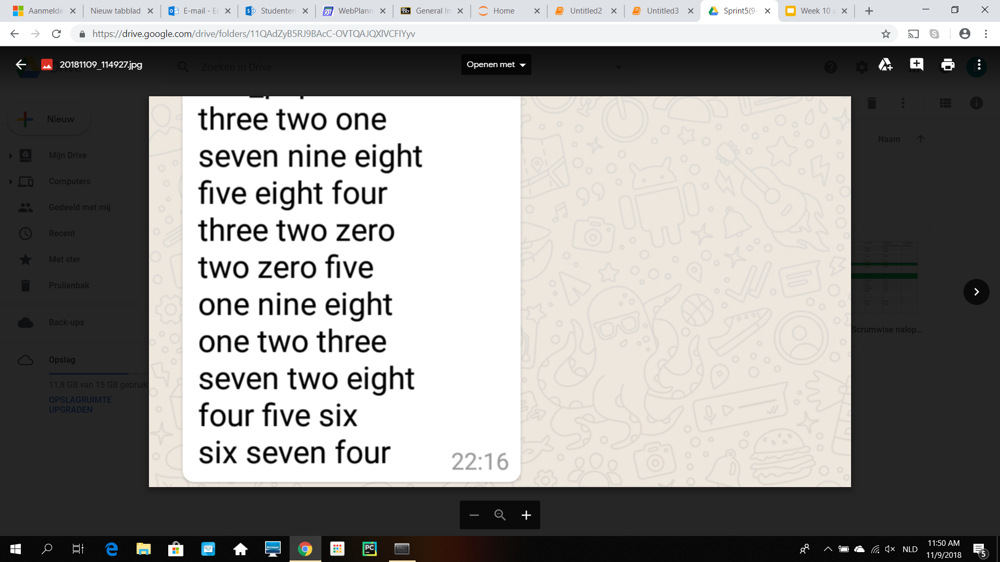 Aanmelde
Nieuw tabblad
E-mail - Er
Studenten
WebPlann
Bb
General In
Home
Untitled2
Untitled3
Sprint5(9-
Week 10 a
https://drive.google.com/drive/folders/11QAdZyB5RJ9BAcC-OVTQAJQXlVCFIYyv
20181109_114927.jpg
Zoeken in Drive
Openen met
Nieuw
Mijn Drive
Computers
Gedeeld met mij
Recent
Met ster
Prullenbak
Back-ups
Opslag
11,8 GB van 15 GB gebruik
OPSLAGRUIMTE
UPGRADEN
three two one
seven nine eight
five eight four
three two zero
two zero five
one nine eight
one two three
seven two eight
four five six
six seven four
22:16
Naam
Scrumwise nalop...
PC
NLD
11:50 AM
11/9/2018
5